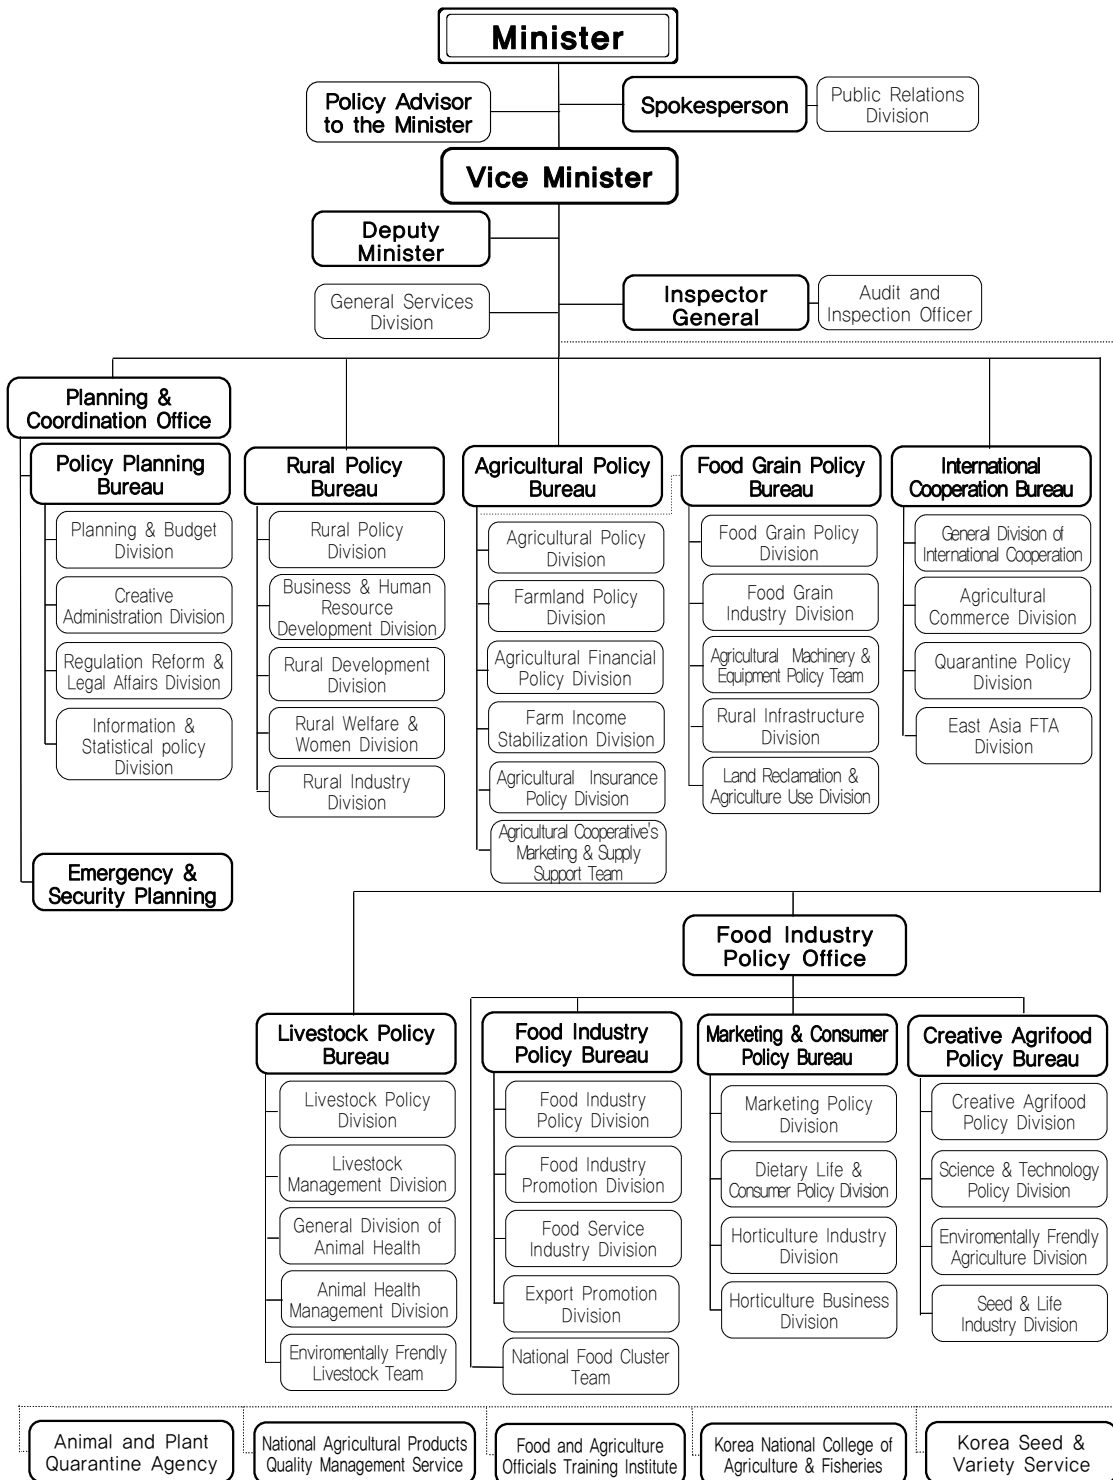 Minister
Policy Advisor
to the Minister
Spokesperson
Public Relations
Division
Vice Minister
Deputy
Minister
General Services
Division
Inspector
General
Audit and
Inspection Officer
Planning &
Coordination Office
Policy Planning
Bureau
Planning & Budget
Division
Creative
Administration Division
Regulation Reform &
Legal Affairs Division
Information &
Statistical policy
Division
Emergency &
Security Planning
Rural Policy
Bureau
Rural Policy
Division
Business & Human
Resource
Development Division
Rural Development
Division
Rural Welfare &
Women Division
Rural Industry
Division
Agricultural Policy
Bureau
Agricultural Policy
Division
Farmland Policy
Division
Agricultural Financial
Policy Division
Farm Income
Stabilization Division
Agricultural Insurance
Policy Division
Agricultural Cooperative's
Marketing & Supply
Support Team
Food Grain Policy
Bureau
Food Grain Policy
Division
Food Grain
Industry Division
Agricultural Machinery &
Equipment Policy Team
Rural Infrastructure
Division
Land Reclamation &
Agriculture Use Division
International
Cooperation Bureau
General Division of
International Cooperation
Agricultural
Commerce Division
Quarantine Policy
Division
East Asia FTA
Division
Food Industry
Policy Office
Livestock Policy
Bureau
Livestock Policy
Division
Livestock
Management Division
General Division of
Animal Health
Animal Health
Management Division
Enviromentally Frendly
Livestock Team
Food Industry
Policy Bureau
Food Industry
Policy Division
Food Industry
Promotion Division
Food Service
Industry Division
Export Promotion
Division
National Food Cluster
Team
Marketing & Consumer
Policy Bureau
Marketing Policy
Division
Dietary Life &
Consumer Policy Division
Horticulture Industry
Division
Horticulture Business
Division
Creative Agrifood
Policy Bureau
Creative Agrifood
Policy Division
Science & Technology
Policy Division
Enviromentally Frendly
Agriculture Division
Seed & Life
Industry Division
Animal and Plant
Quarantine Agency
National Agricultural Products
Quality Management Service
Food and Agriculture
Officials Training Institute
Korea National College of
Agriculture & Fisheries
Korea Seed &
Variety Service